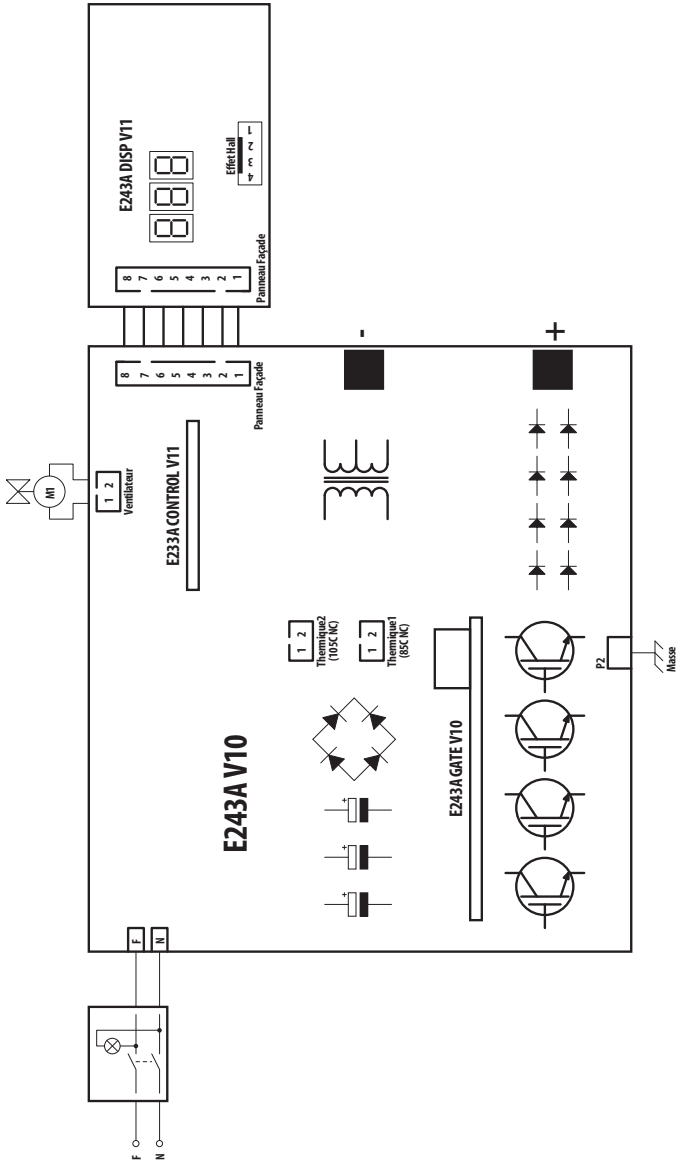 F
N
F
N
E243A V10
M1
1 2
Ventilateur
E233A CONTROL V11
8
7
6
5
4
3
2
1
Panneau Façade
8
7
6
5
4
3
2
1
Panneau Façade
E243A DISP V11
888
Effet Hall
4 3 2 1
1 2
Thermique2
(105C NC)
1 2
Thermique1
(85C NC)
+
+
+
E243A GATE V10
-
+
P2
Masse